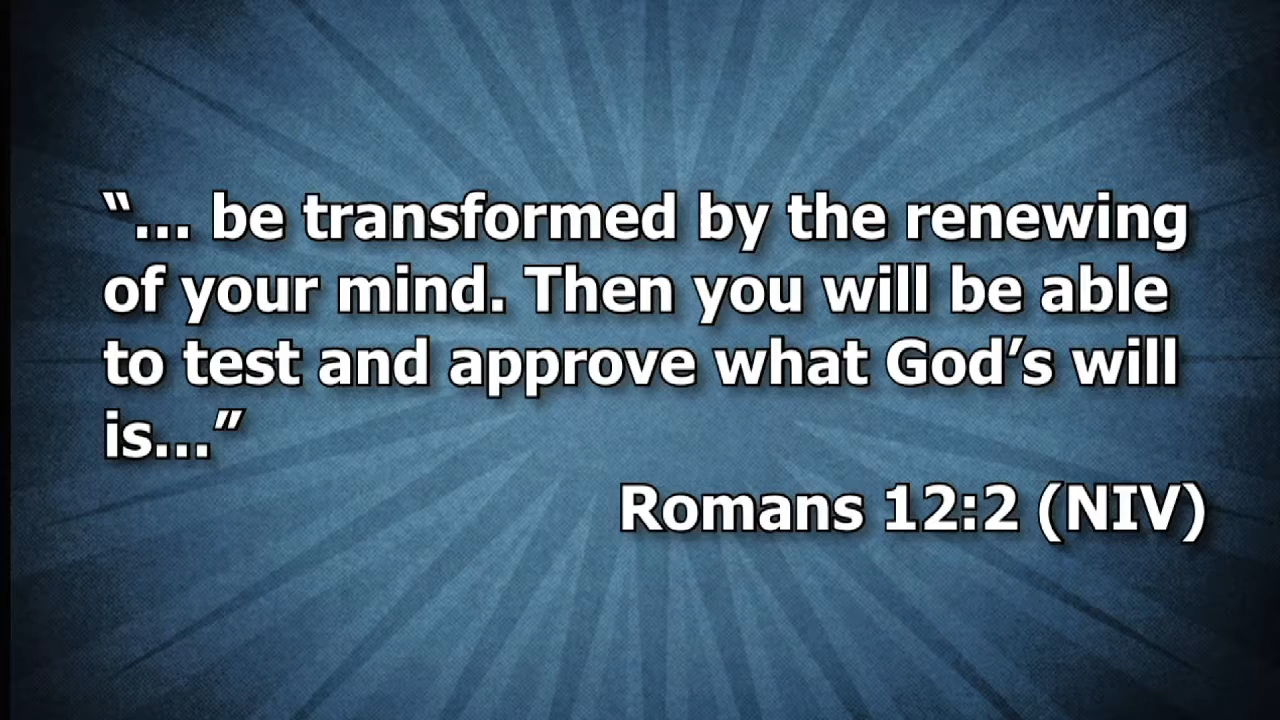 “... be transformed by the renewing
of your mind. Then you will be able
to test and approve what God’s will
is...”
Romans 12:2 (NIV)